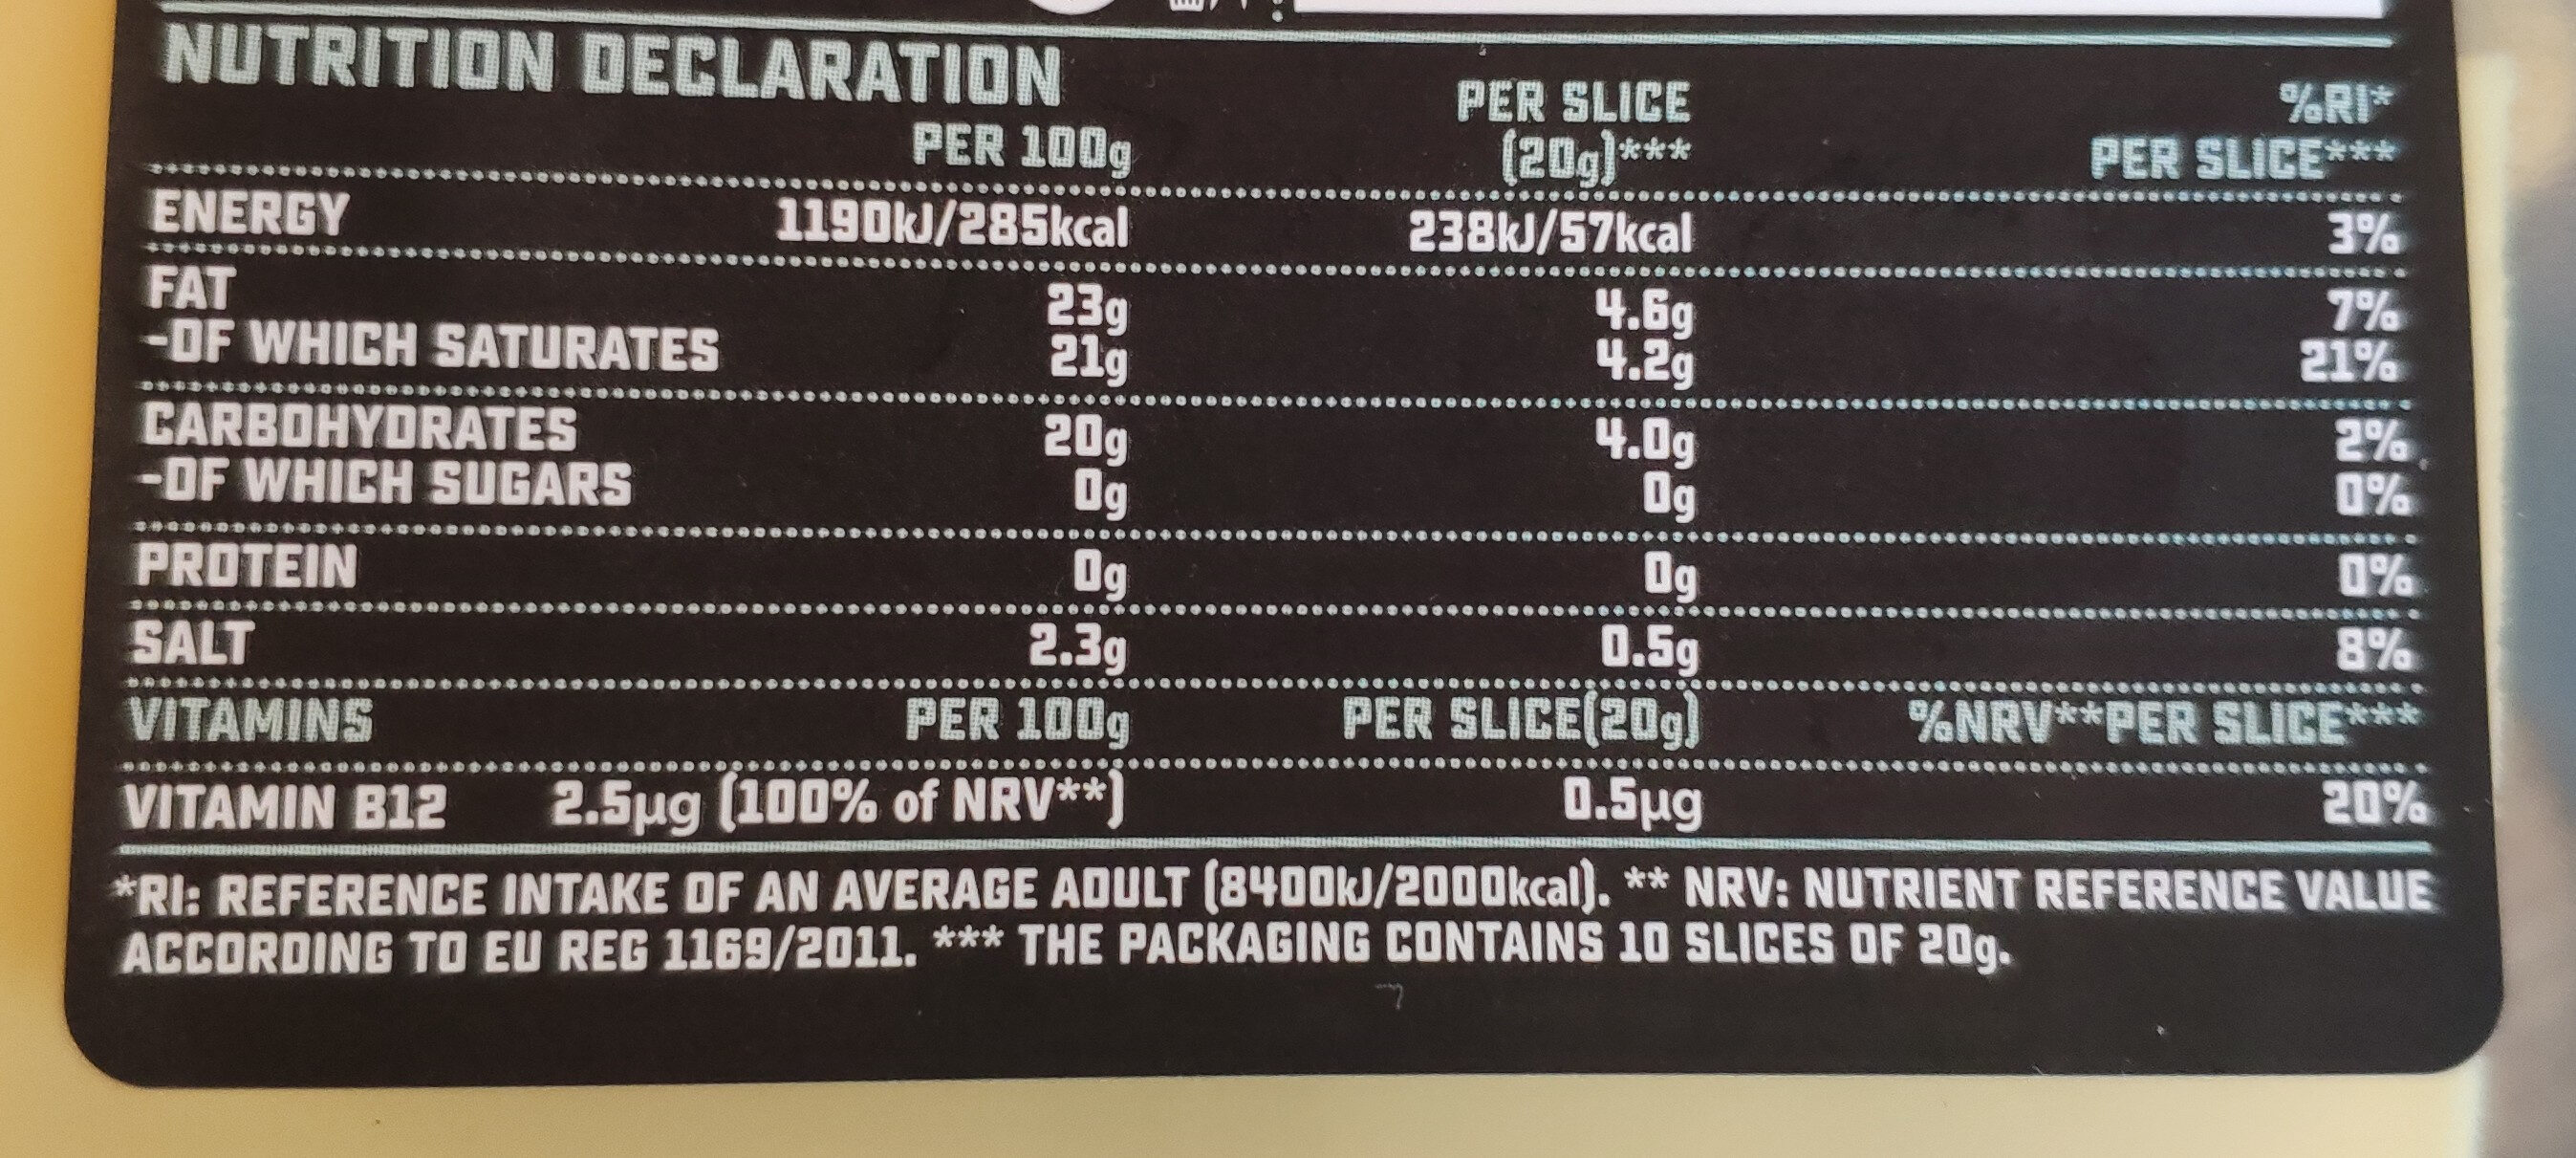 NUTRITION DECLARATION
PER 100g PER SLICE (20g)*** %RI* PER SLICE***
ENERGY 1190kJ/285kcal 238kJ/57kcal 3%
FAT 23g 4.6g 7%
-OF WHICH SATURATES 21g 4.2g 21%
CARBOHYDRATES 20g 4.0g 2%
-OF WHICH SUGARS 0g 0g 0%
PROTEIN 0g 0g 0%
SALT 2.3g 0.5g 8%
VITAMINS PER 100g PER SLICE(20g) %NRV**PER SLICE***
VITAMIN B12 2.5µg (100% of NRV**) 0.5µg 20%
*RI: REFERENCE INTAKE OF AN AVERAGE ADULT (8400kJ/2000kcal). ** NRV: NUTRIENT REFERENCE VALUE
ACCORDING TO EU REG 1169/2011. *** THE PACKAGING CONTAINS 10 SLICES OF 20g.